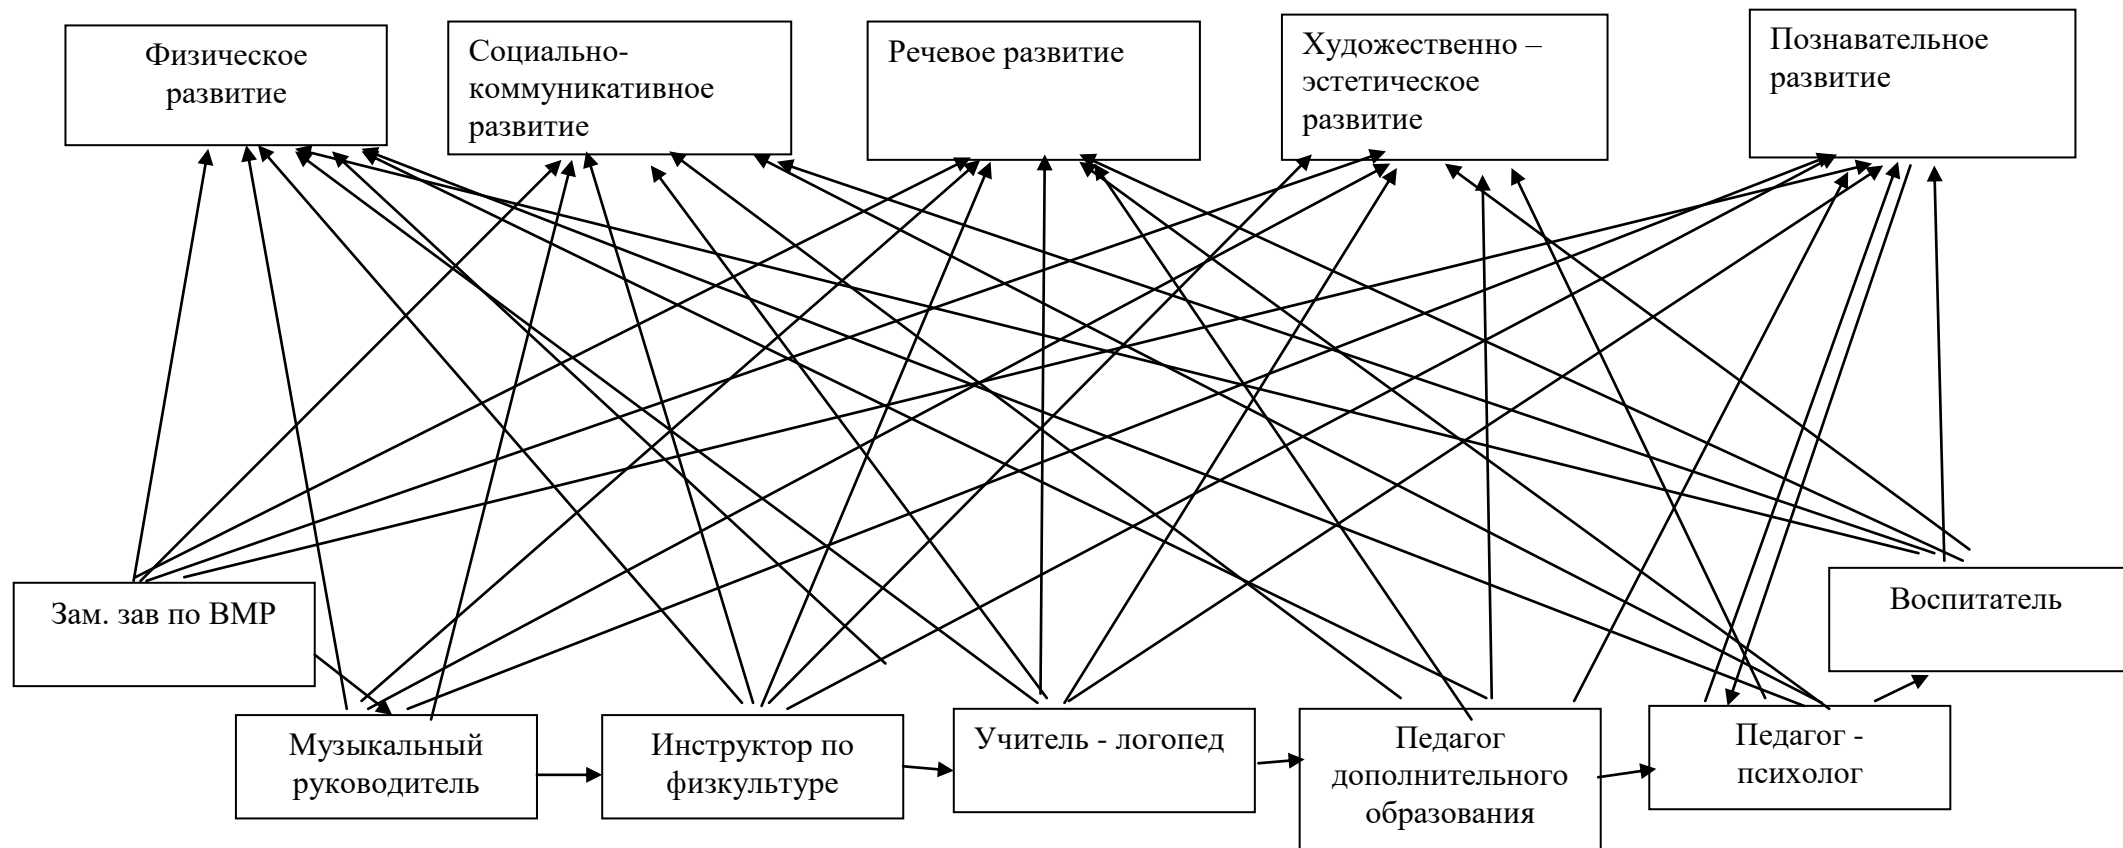 Физическое
развитие
Социально-
коммуникативное
развитие
Речевое развитие
Художественно –
эстетическое
развитие
Познавательное
развитие
Зам. зав по ВМР
Воспитатель
Музыкальный
руководитель
Инструктор по
физкультуре
Учитель - логопед
Педагог
дополнительного
образования
Педагог -
психолог